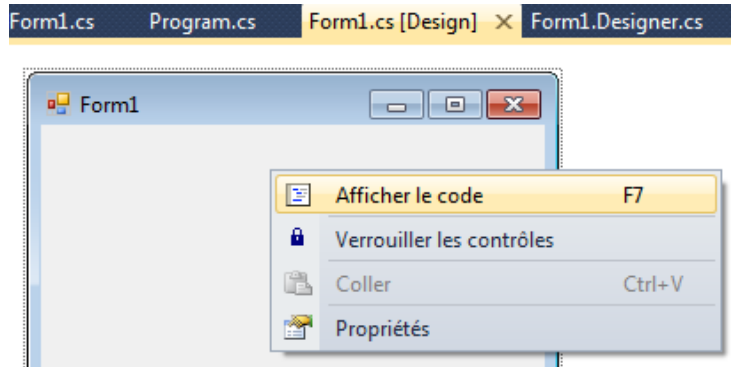 Form1.cs Program.cs Form1.cs [Design] Form1.Designer.cs
Form1
Afficher le code F7
Verrouiller les contrôles
Coller Ctrl+V
Propriétés